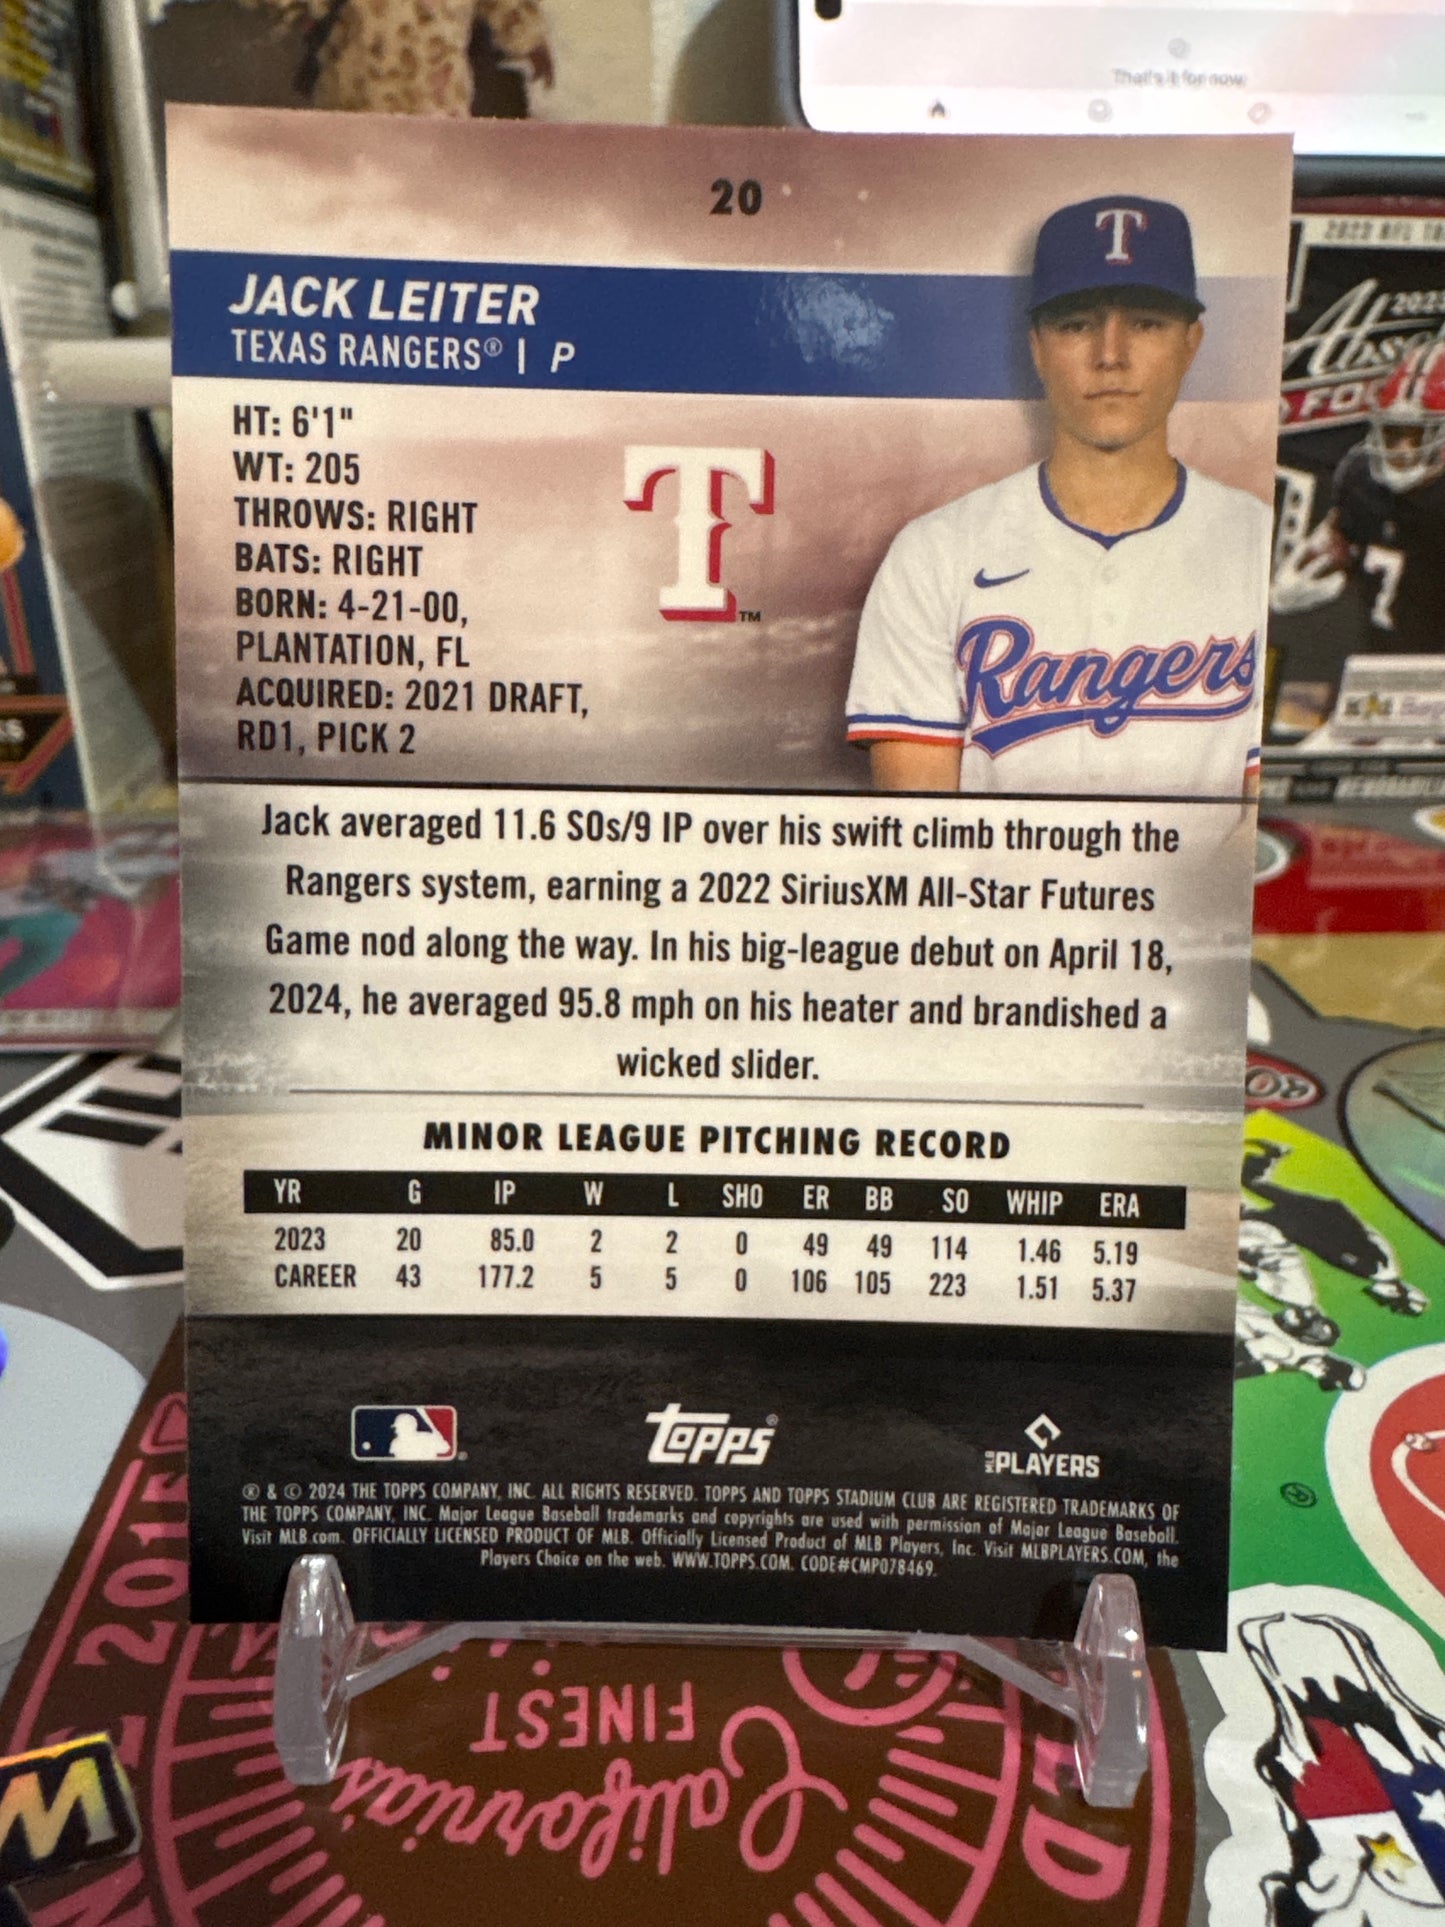 That's it for now
20
T
JACK LEITER
TEXAS RANGERS® | P
HT: 6'1"
WT: 205
THROWS: RIGHT
BATS: RIGHT
BORN: 4-21-00,
PLANTATION, FL
ACQUIRED: 2021 DRAFT,
RD1, PICK 2
T™
Rangers
Jack averaged 11.6 SOs/9 IP over his swift climb through the
Rangers system, earning a 2022 SiriusXM All-Star Futures
Game nod along the way. In his big-league debut on April 18,
2024, he averaged 95.8 mph on his heater and brandished a
wicked slider.
MINOR LEAGUE PITCHING RECORD
YR G IP W L SHO ER BB SO WHIP ERA
2023 20 85.0 2 2 0 49 49 114 1.46 5.19
CAREER 43 177.2 5 5 0 106 105 223 1.51 5.37
topps®
MLB PLAYERS
® & © 2024 THE TOPPS COMPANY, INC. ALL RIGHTS RESERVED. TOPPS AND TOPPS STADIUM CLUB ARE REGISTERED TRADEMARKS OF
THE TOPPS COMPANY, INC. Major League Baseball trademarks and copyrights are used with permission of Major League Baseball.
Visit MLB.com. OFFICIALLY LICENSED PRODUCT OF MLB. Officially Licensed Product of MLB Players, Inc. Visit MLBPLAYERS.COM, the
Players Choice on the web. WWW.TOPPS.COM. CODE#CMP078469.
2023
7
California's
FINEST